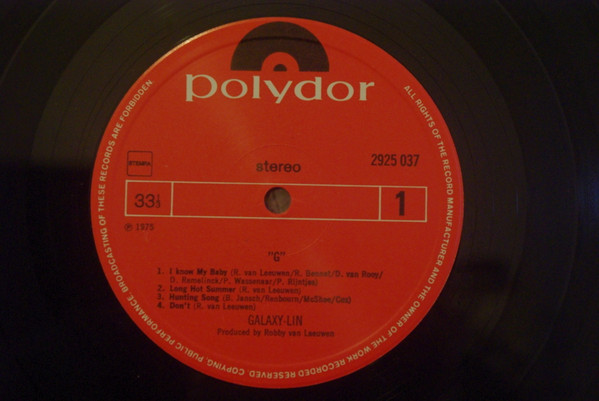 polydor
ALL RIGHTS OF THE RECORD MANUFACTURER AND THE OWNER OF THE WORK RECORDED RESERVED. COPYING, PUBLIC PERFORMANCE, BROADCASTING OF THESE RECORDS ARE FORBIDDEN.
stereo
2925 037
STEMRA
33⅓
1
℗ 1975
"G"
1. I know My Baby (R. van Leeuwen/R. Gennel/D. van Rooy/
D. Remelinck/P. Wassenaar/P. Blijntjes)
2. Long Hot Summer (R. van Leeuwen)
3. Hunting Song (B. Jansch/Renbourn/McShee/Cox)
4. Don't (R. van Leeuwen)
GALAXY-LIN
Produced by Robby van Leeuwen